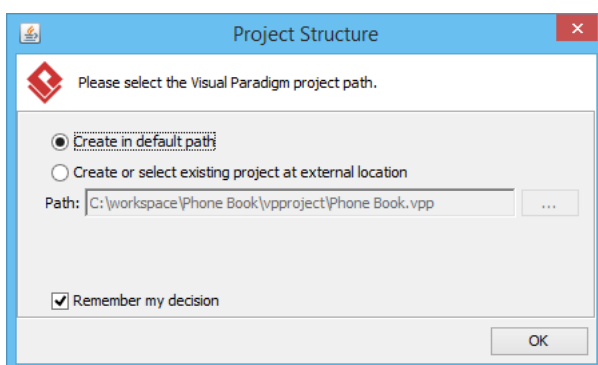 Project Structure
Please select the Visual Paradigm project path.
Create in default path
Create or select existing project at external location
Path: C:\workspace\Phone Book\vpproject\Phone Book.vpp ...
Remember my decision
OK